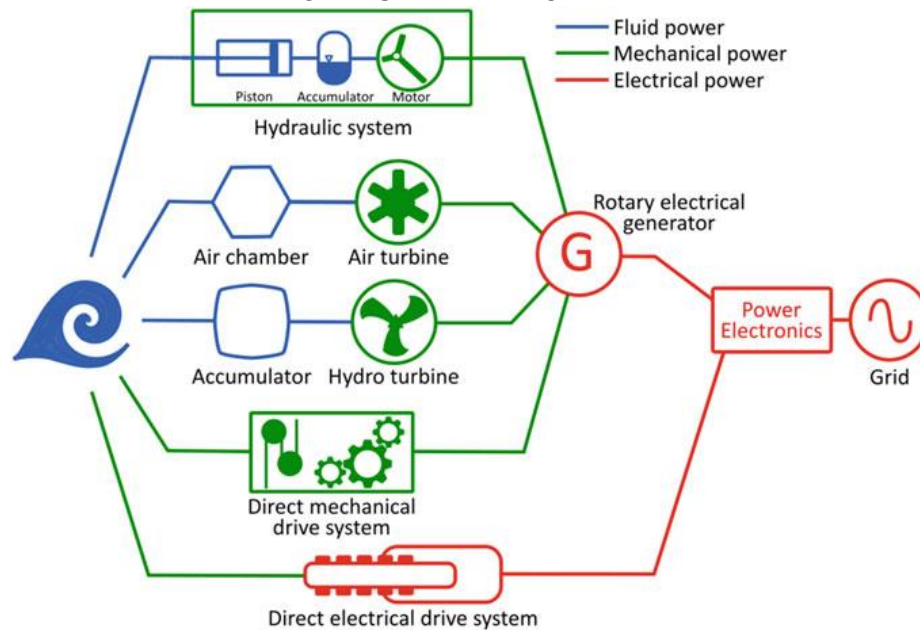 Fluid power
Mechanical power
Electrical power
Piston
Accumulator
Motor
Hydraulic system
Air chamber
Air turbine
Rotary electrical
generator
G
Power
Electronics
Grid
Accumulator
Hydro turbine
Direct mechanical
drive system
Direct electrical drive system